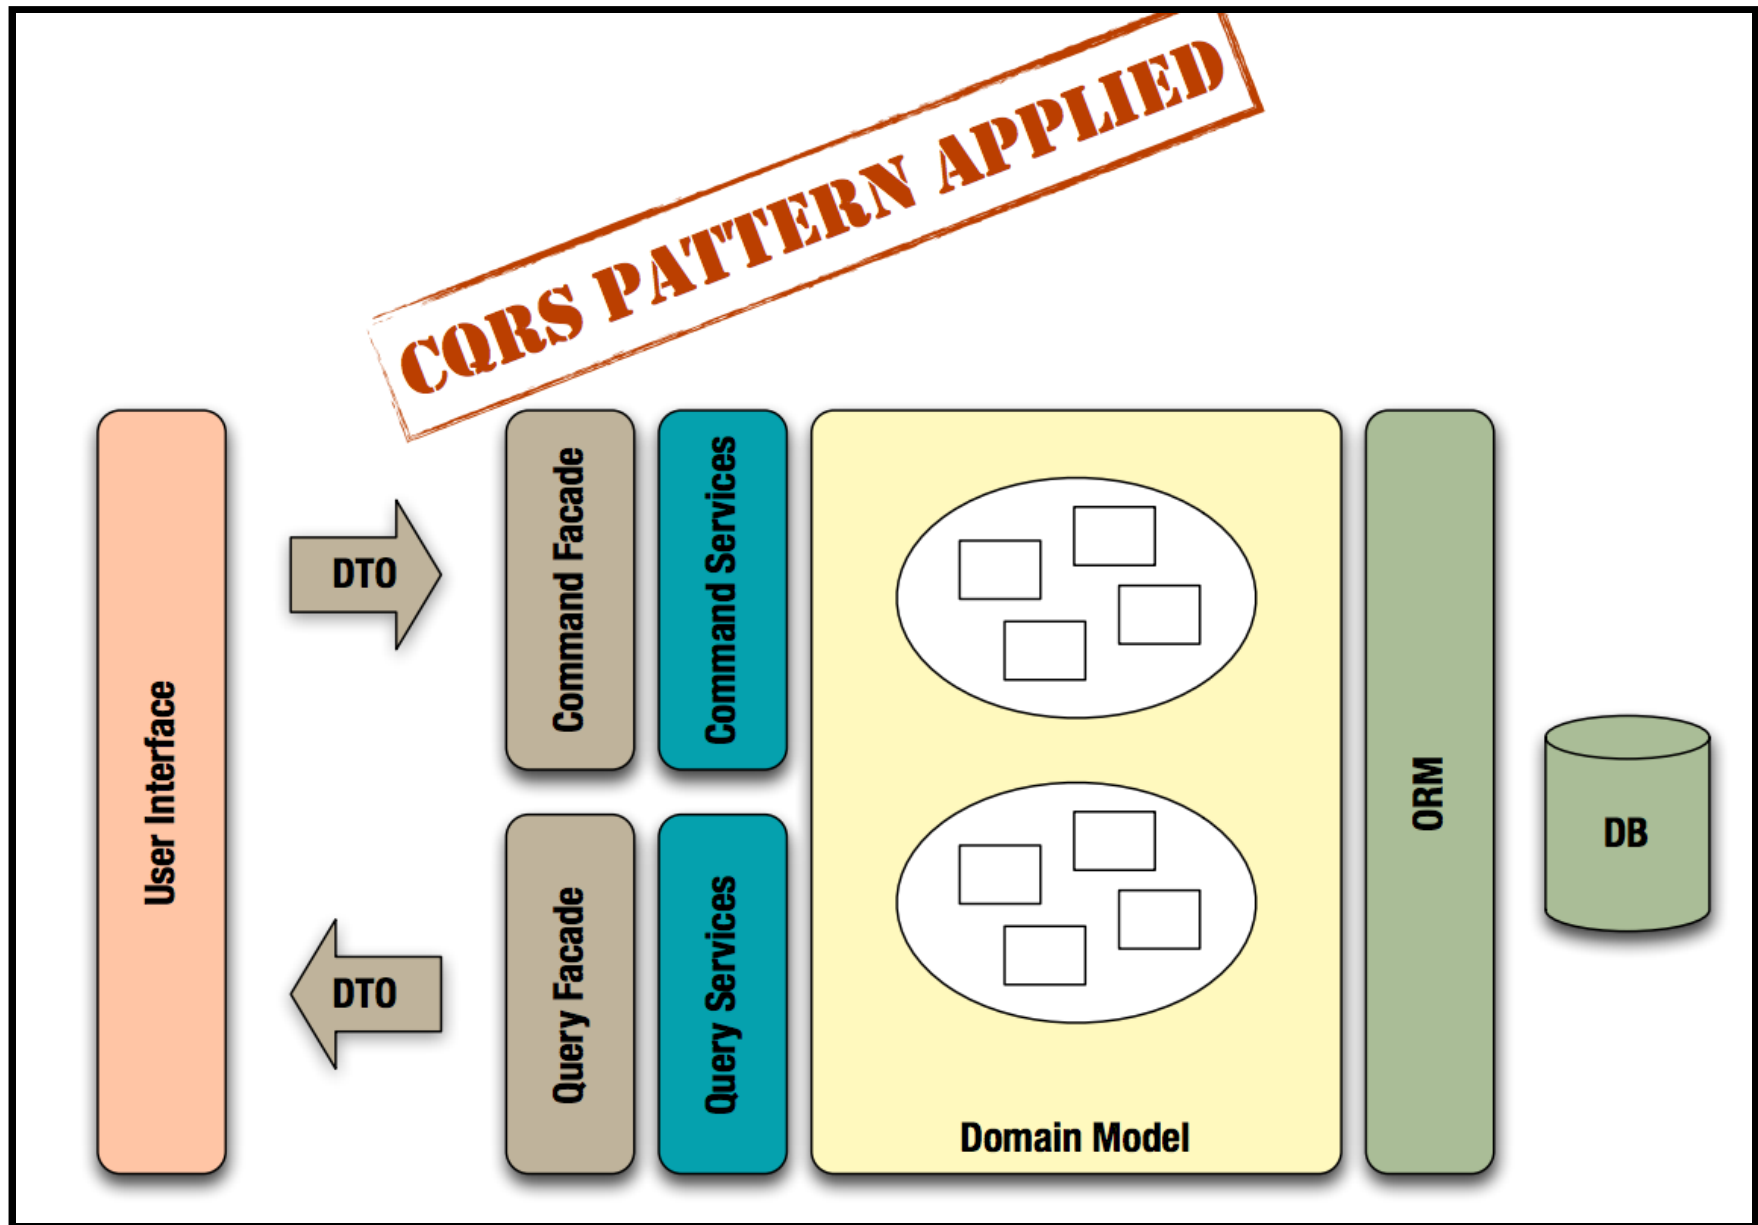 CQRS PATTERN APPLIED
User Interface
DTO
DTO
Command Facade
Command Services
Query Facade
Query Services
Domain Model
ORM
DB